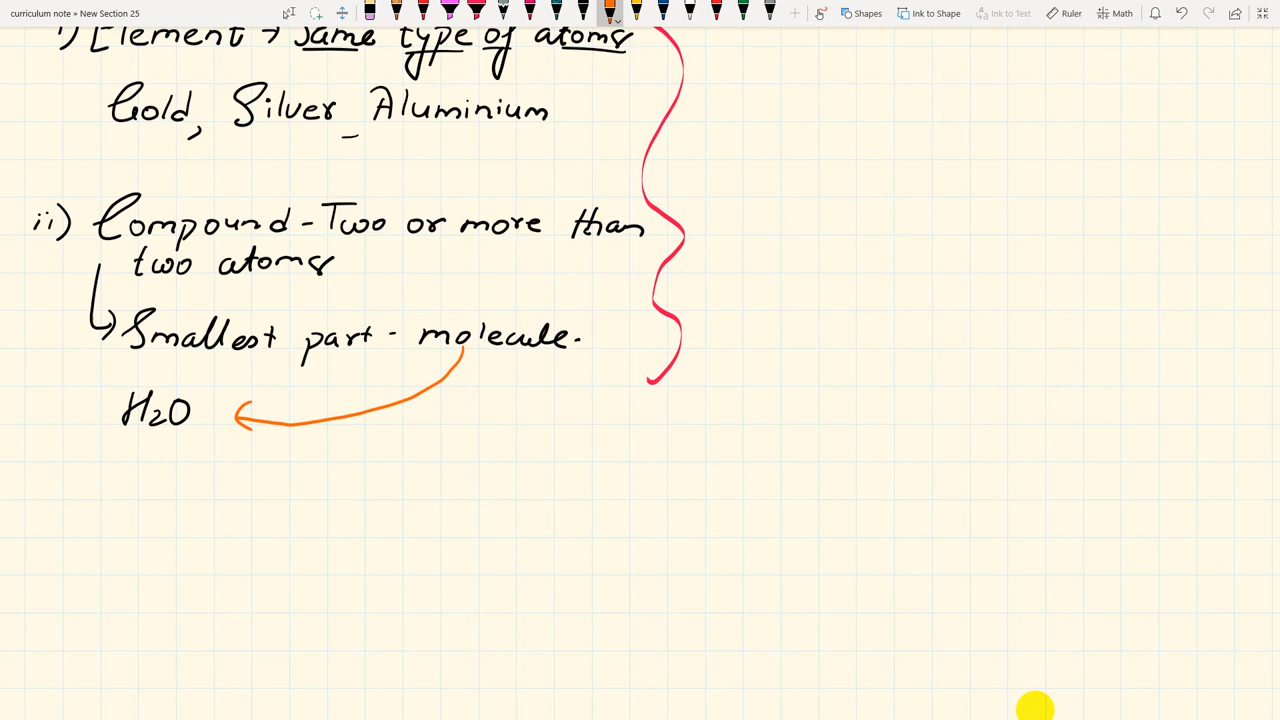 curriculum note » New Section 25
Shapes
Ink to Shape
Ink to Text
Ruler
Math
i) Element → same type of atoms
Gold, Silver - Aluminium
ii) Compound - Two or more than
two atoms
Smallest part - molecule.
H₂O